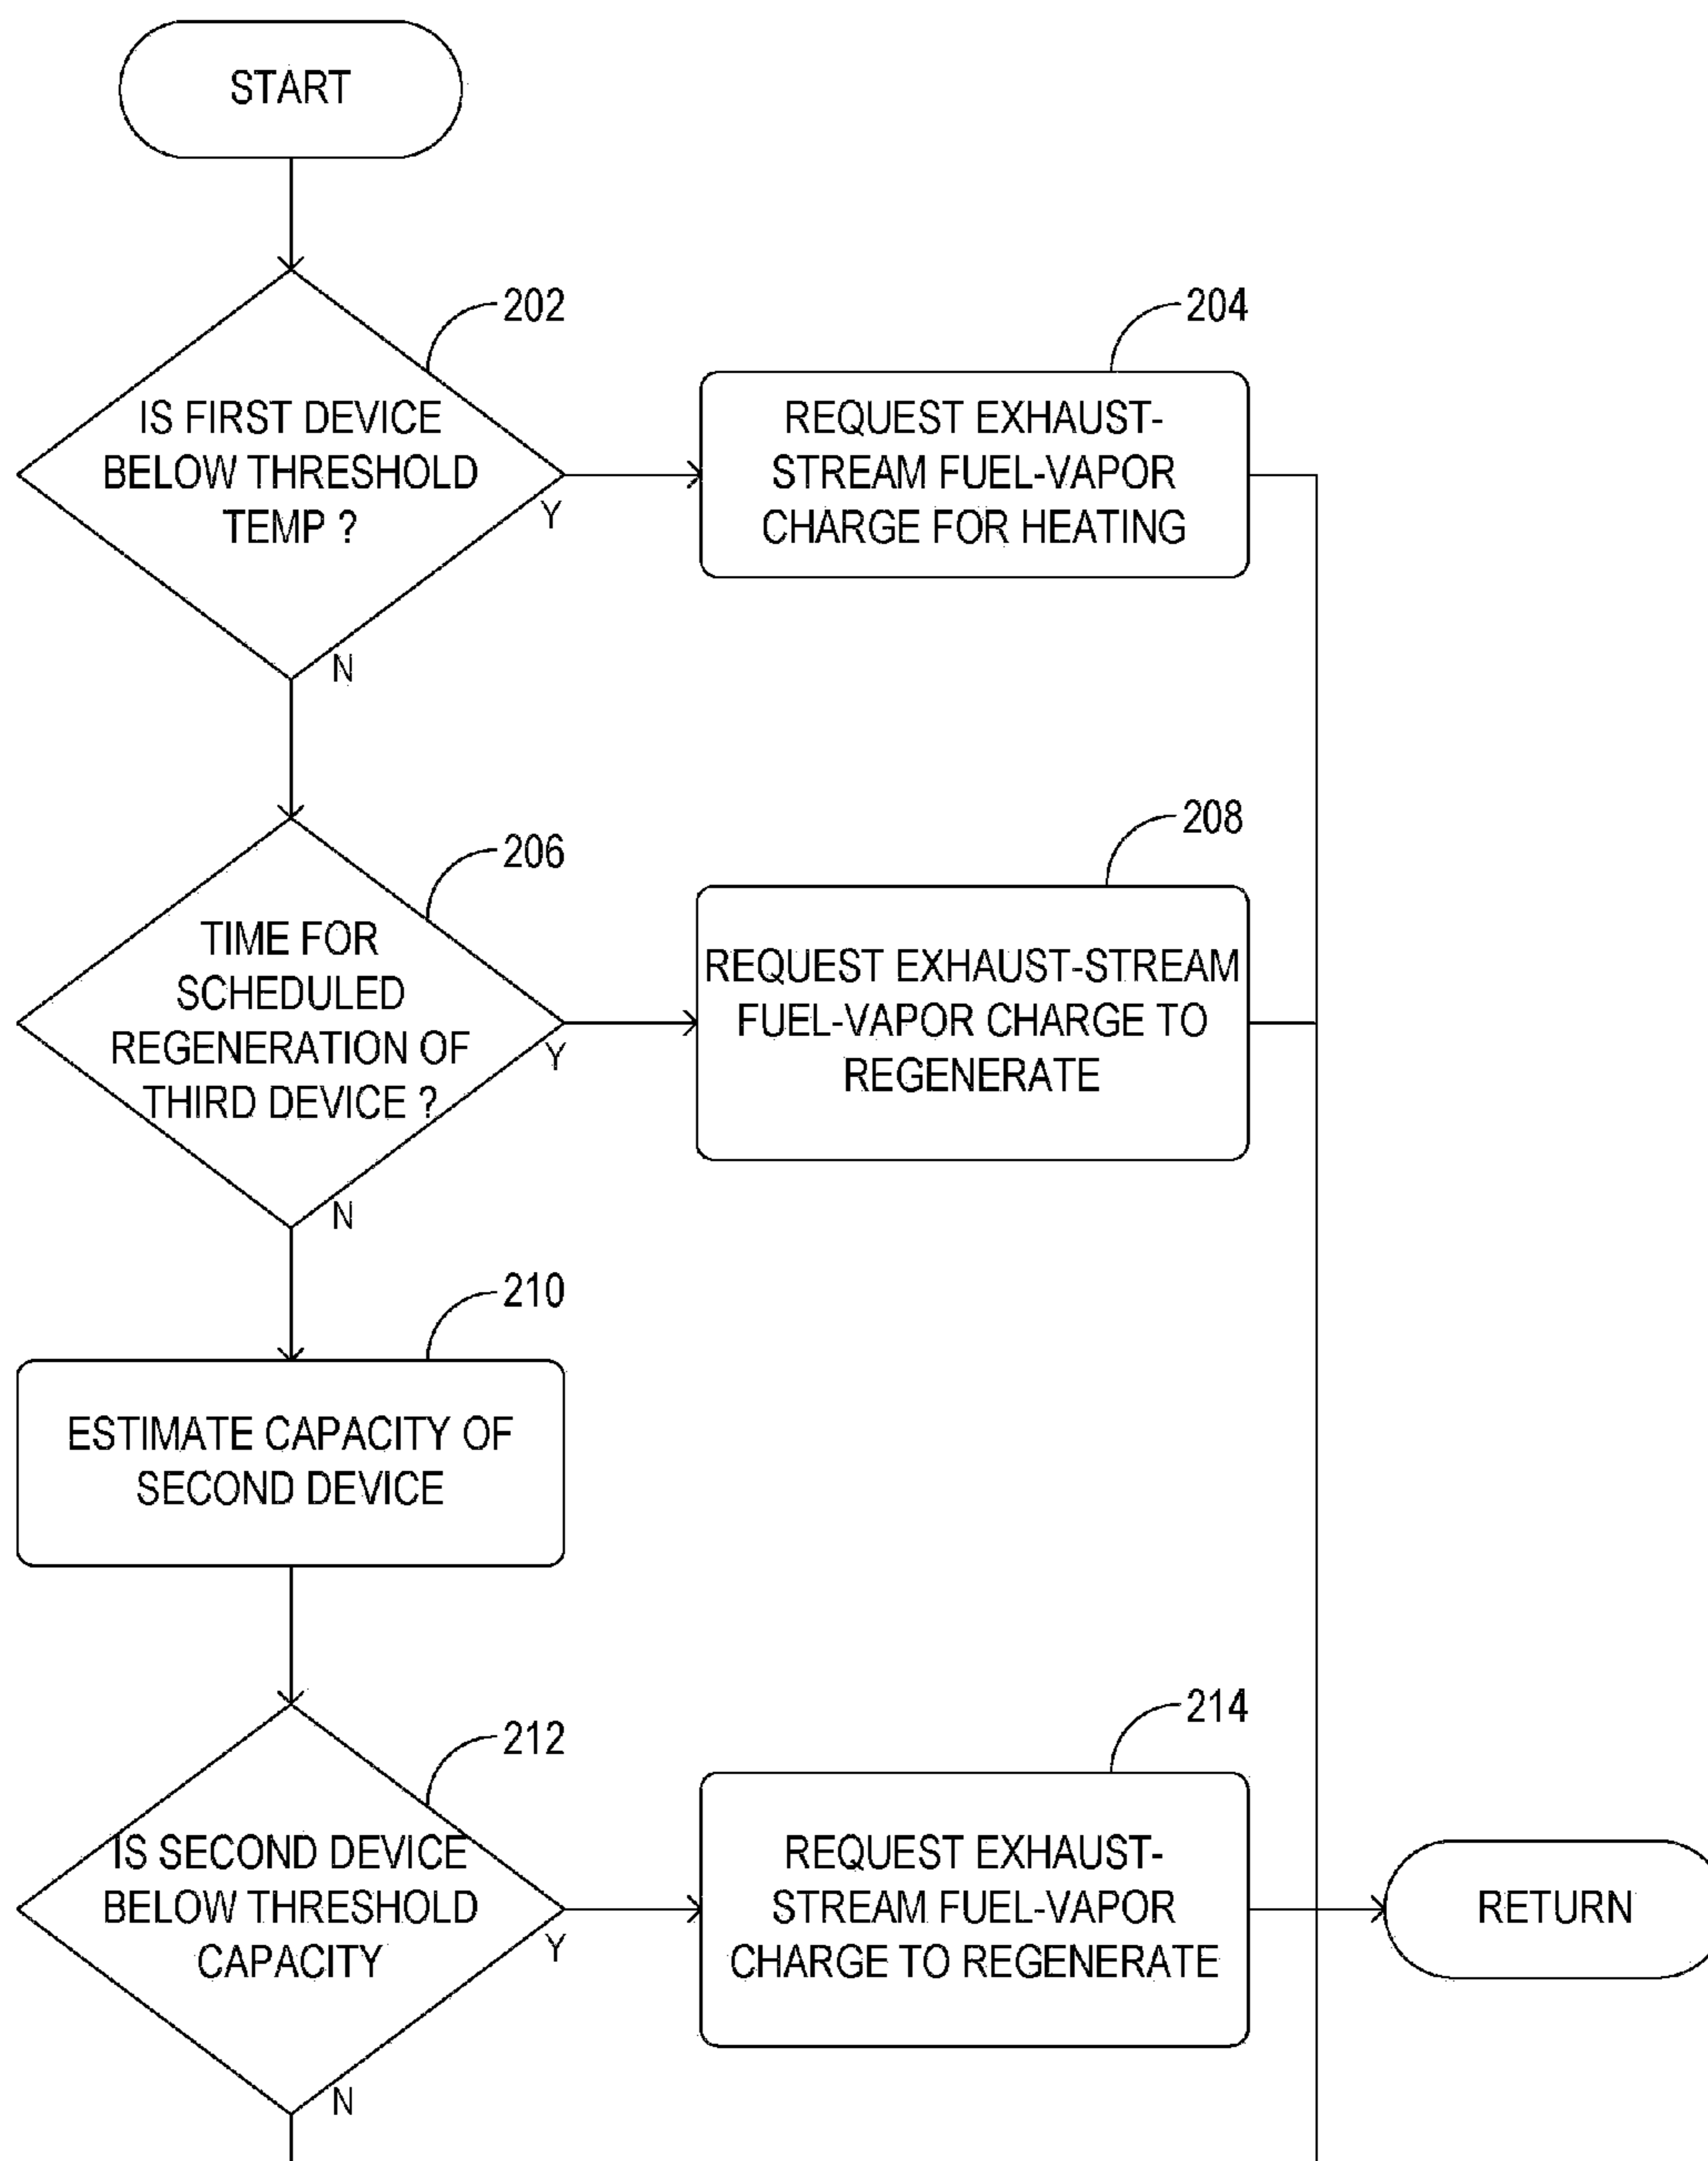 START
202
IS FIRST DEVICE
BELOW THRESHOLD
TEMP ?
Y
N
204
REQUEST EXHAUST-
STREAM FUEL-VAPOR
CHARGE FOR HEATING
206
TIME FOR
SCHEDULED
REGENERATION OF
THIRD DEVICE ?
Y
N
208
REQUEST EXHAUST-STREAM
FUEL-VAPOR CHARGE TO
REGENERATE
210
ESTIMATE CAPACITY OF
SECOND DEVICE
212
IS SECOND DEVICE
BELOW THRESHOLD
CAPACITY
Y
N
214
REQUEST EXHAUST-
STREAM FUEL-VAPOR
CHARGE TO REGENERATE
RETURN